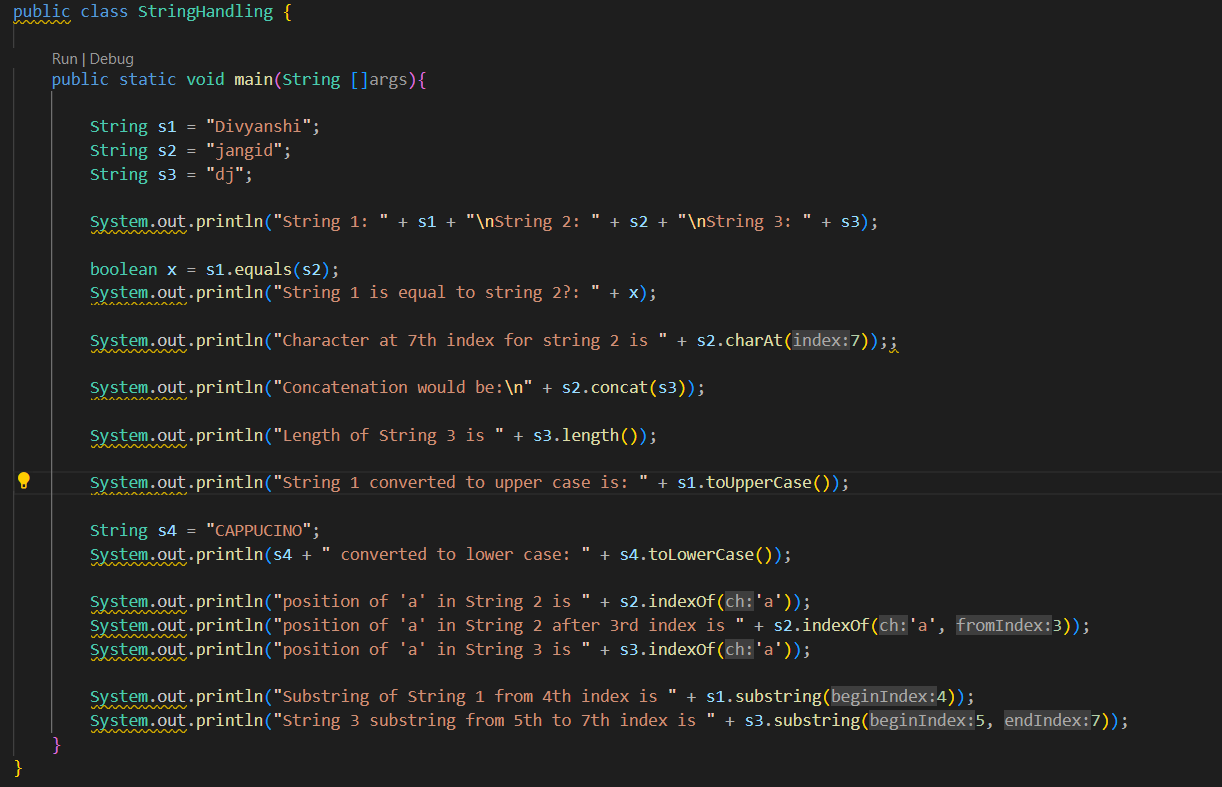 public class StringHandling {
Run | Debug
public static void main(String []args){
String s1 = "Divyanshi";
String s2 = "jangid";
String s3 = "dj";
System.out.println("String 1: " + s1 + "\nString 2: " + s2 + "\nString 3: " + s3);
boolean x = s1.equals(s2);
System.out.println("String 1 is equal to string 2?: " + x);
System.out.println("Character at 7th index for string 2 is " + s2.charAt(index:7));;
System.out.println("Concatenation would be:\n" + s2.concat(s3));
System.out.println("Length of String 3 is " + s3.length());
System.out.println("String 1 converted to upper case is: " + s1.toUpperCase());
String s4 = "CAPPUCINO";
System.out.println(s4 + " converted to lower case: " + s4.toLowerCase());
System.out.println("position of 'a' in String 2 is " + s2.indexOf(ch:'a'));
System.out.println("position of 'a' in String 2 after 3rd index is " + s2.indexOf(ch:'a', fromIndex:3));
System.out.println("position of 'a' in String 3 is " + s3.indexOf(ch:'a'));
System.out.println("Substring of String 1 from 4th index is " + s1.substring(beginIndex:4));
System.out.println("String 3 substring from 5th to 7th index is " + s3.substring(beginIndex:5, endIndex:7));
}
}